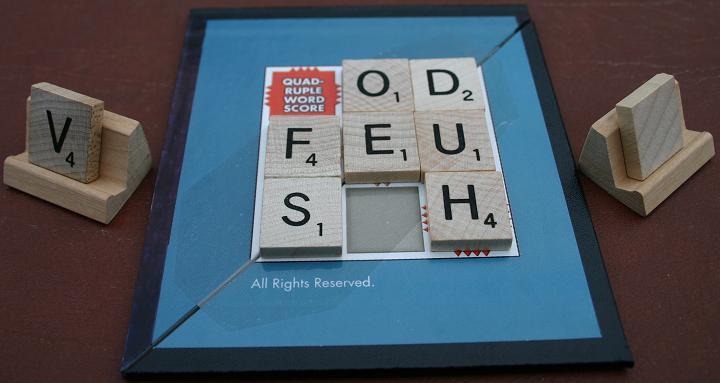 QUAD-
RUPLE
WORD
SCORE
O1 D2
V4
F4 E1 U1
S1 H4
All Rights Reserved.